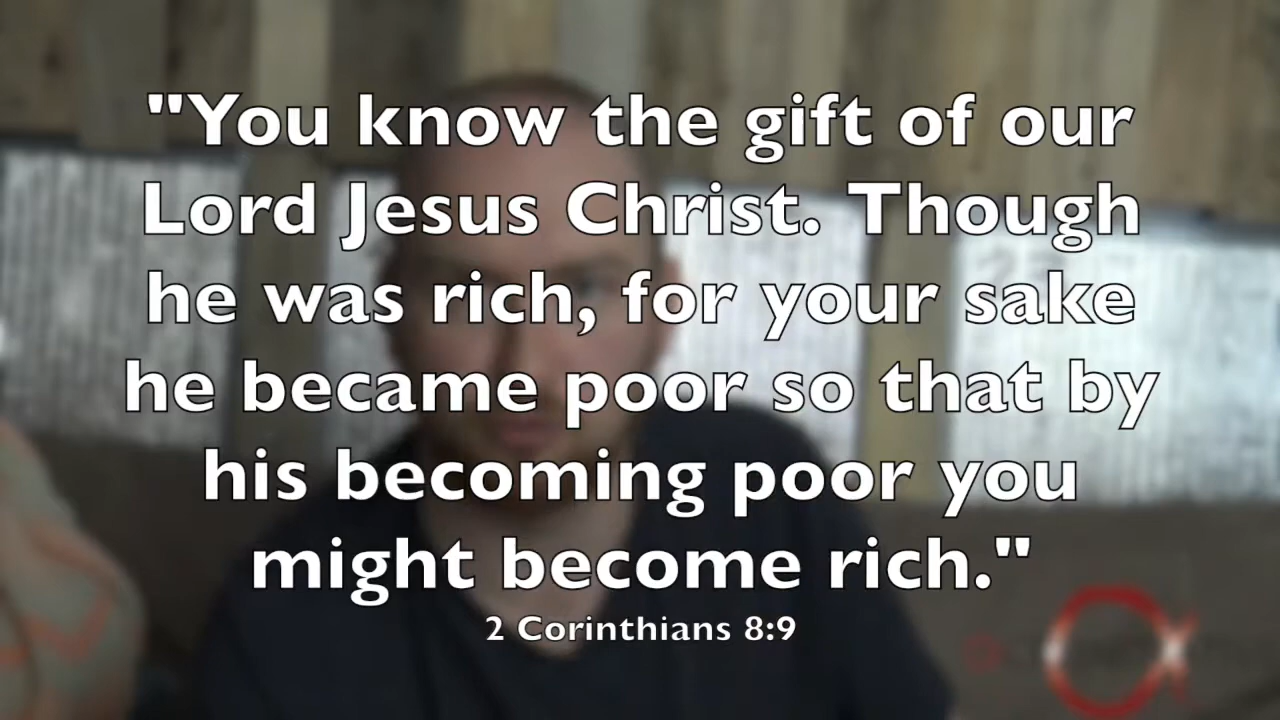 "You know the gift of our
Lord Jesus Christ. Though
he was rich, for your sake
he became poor so that by
his becoming poor you
might become rich."
2 Corinthians 8:9